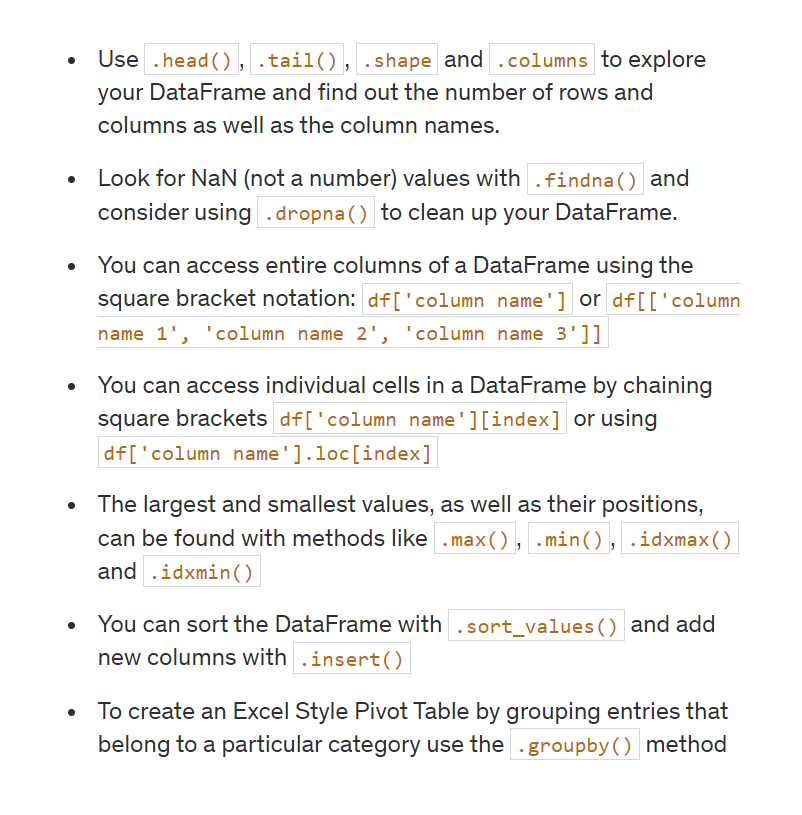 Use .head(), .tail(), .shape and .columns to explore
your DataFrame and find out the number of rows and
columns as well as the column names.
Look for NaN (not a number) values with .findna() and
consider using .dropna() to clean up your DataFrame.
You can access entire columns of a DataFrame using the
square bracket notation: df['column name'] or df[['column
name 1', 'column name 2', 'column name 3']]
You can access individual cells in a DataFrame by chaining
square brackets df['column name'][index] or using
df['column name'].loc[index]
The largest and smallest values, as well as their positions,
can be found with methods like .max(), .min(), .idxmax()
and .idxmin()
You can sort the DataFrame with .sort_values() and add
new columns with .insert()
To create an Excel Style Pivot Table by grouping entries that
belong to a particular category use the .groupby() method